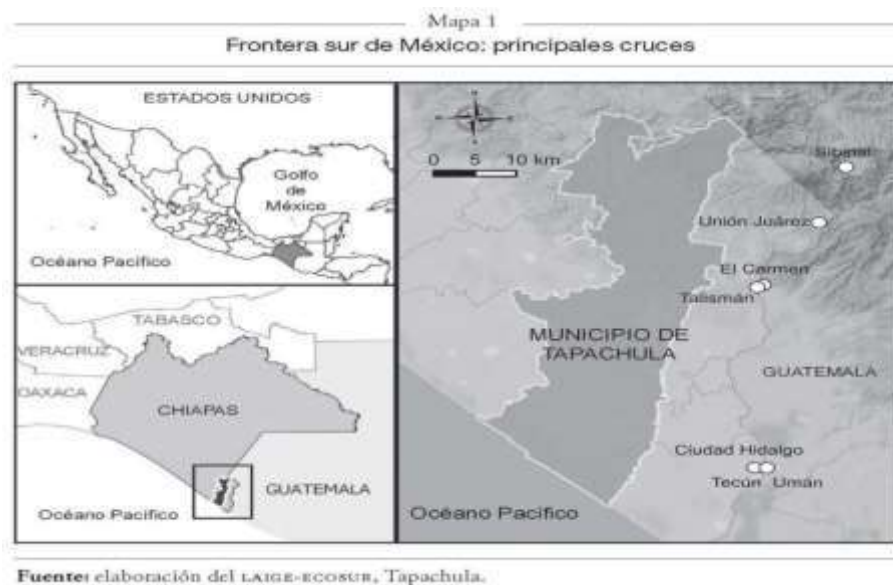 Mapa 1
Frontera sur de México: principales cruces
ESTADOS UNIDOS
Golfo
de
México
Océano Pacífico
TABASCO
VERACRUZ
OAXACA
CHIAPAS
GUATEMALA
Océano Pacífico
0 5 10 km
Sibinal
Unión Juárez
El Carmen
Talismán
MUNICIPIO DE
TAPACHULA
GUATEMALA
Ciudad Hidalgo
Tecún Umán
Océano Pacífico
Fuente: elaboración del LAIGE-ECOSUR, Tapachula.